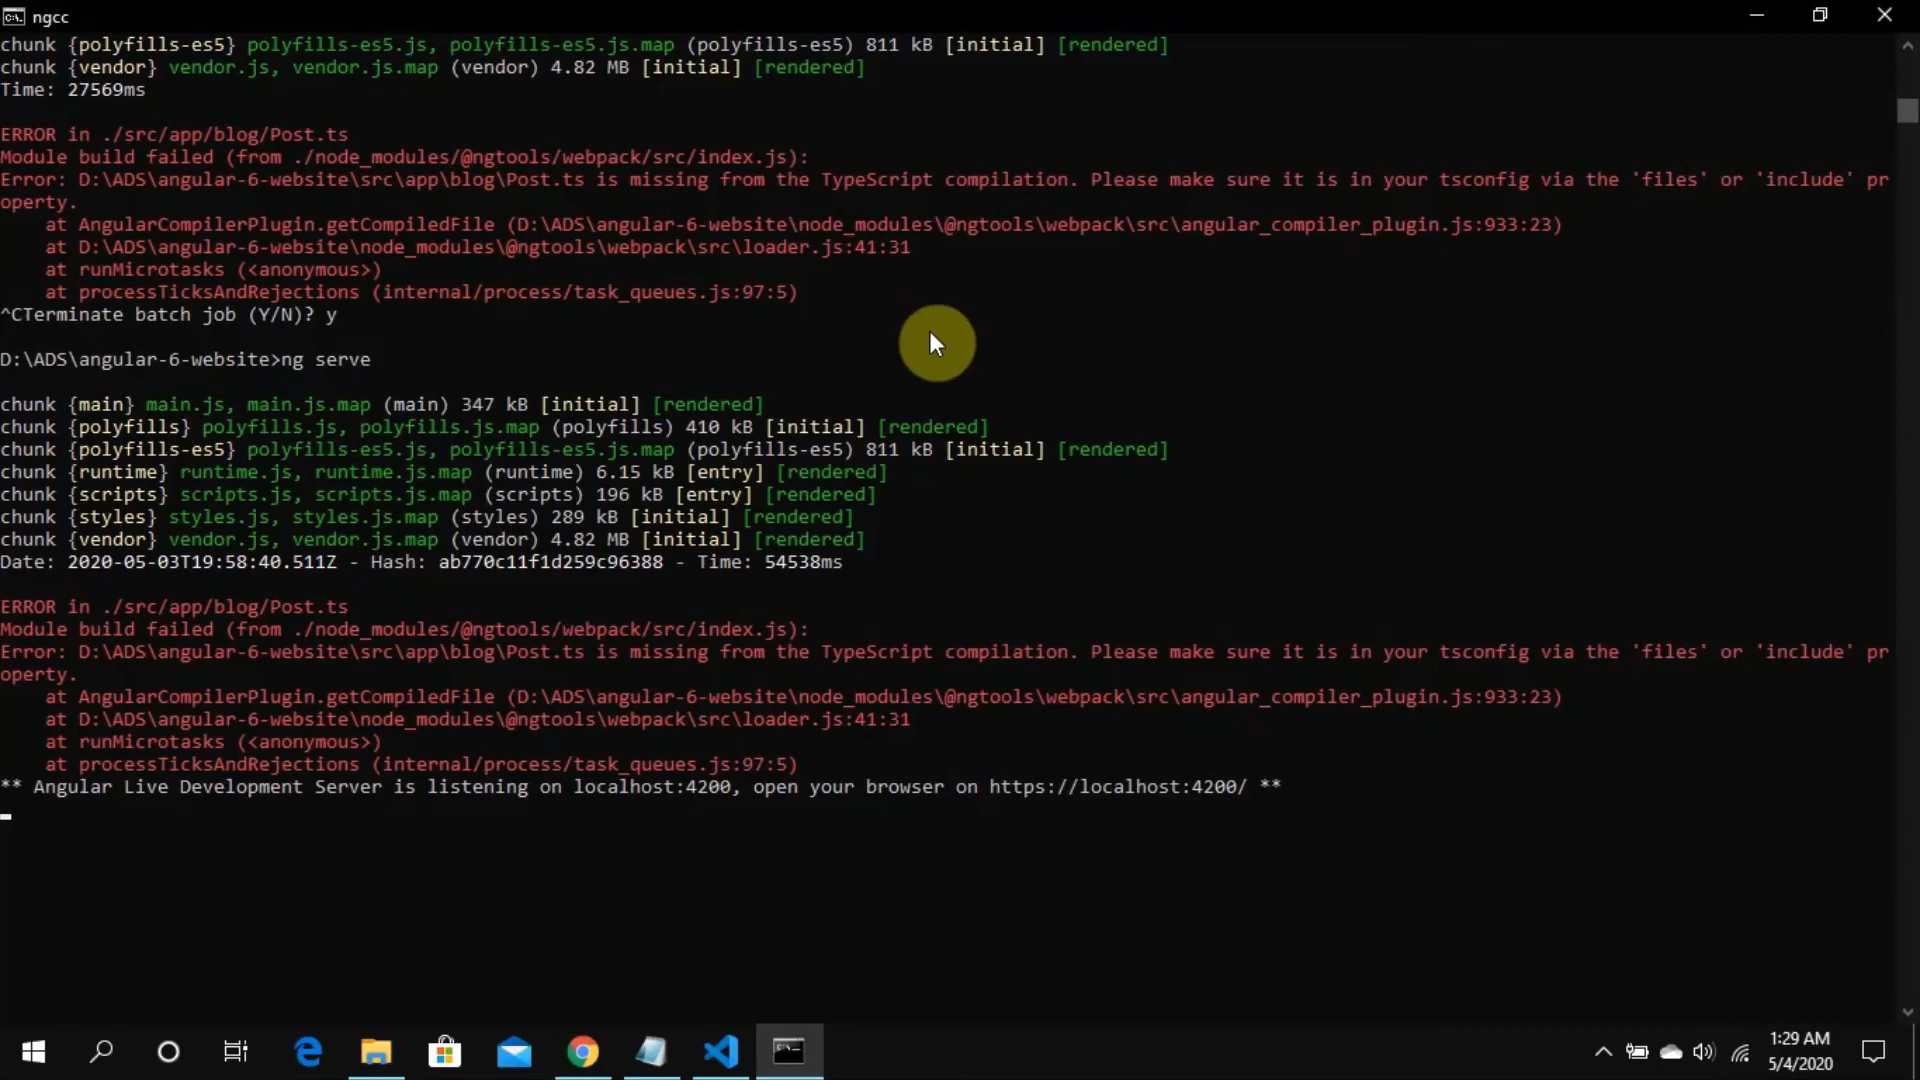 ngcc
chunk {polyfills-es5} polyfills-es5.js, polyfills-es5.js.map (polyfills-es5) 811 kB [initial] [rendered]
chunk {vendor} vendor.js, vendor.js.map (vendor) 4.82 MB [initial] [rendered]
Time: 27569ms
ERROR in ./src/app/blog/Post.ts
Module build failed (from ./node_modules/@ngtools/webpack/src/index.js):
Error: D:\ADS\angular-6-website\src\app\blog\Post.ts is missing from the TypeScript compilation. Please make sure it is in your tsconfig via the 'files' or 'include' pr
operty.
at AngularCompilerPlugin.getCompiledFile (D:\ADS\angular-6-website\node_modules\@ngtools\webpack\src\angular_compiler_plugin.js:933:23)
at D:\ADS\angular-6-website\node_modules\@ngtools\webpack\src\loader.js:41:31
at runMicrotasks (<anonymous>)
at processTicksAndRejections (internal/process/task_queues.js:97:5)
^CTerminate batch job (Y/N)? y
D:\ADS\angular-6-website>ng serve
chunk {main} main.js, main.js.map (main) 347 kB [initial] [rendered]
chunk {polyfills} polyfills.js, polyfills.js.map (polyfills) 410 kB [initial] [rendered]
chunk {polyfills-es5} polyfills-es5.js, polyfills-es5.js.map (polyfills-es5) 811 kB [initial] [rendered]
chunk {runtime} runtime.js, runtime.js.map (runtime) 6.15 kB [entry] [rendered]
chunk {scripts} scripts.js, scripts.js.map (scripts) 196 kB [entry] [rendered]
chunk {styles} styles.js, styles.js.map (styles) 289 kB [initial] [rendered]
chunk {vendor} vendor.js, vendor.js.map (vendor) 4.82 MB [initial] [rendered]
Date: 2020-05-03T19:58:40.511Z - Hash: ab770c11f1d259c96388 - Time: 54538ms
ERROR in ./src/app/blog/Post.ts
Module build failed (from ./node_modules/@ngtools/webpack/src/index.js):
Error: D:\ADS\angular-6-website\src\app\blog\Post.ts is missing from the TypeScript compilation. Please make sure it is in your tsconfig via the 'files' or 'include' pr
operty.
at AngularCompilerPlugin.getCompiledFile (D:\ADS\angular-6-website\node_modules\@ngtools\webpack\src\angular_compiler_plugin.js:933:23)
at D:\ADS\angular-6-website\node_modules\@ngtools\webpack\src\loader.js:41:31
at runMicrotasks (<anonymous>)
at processTicksAndRejections (internal/process/task_queues.js:97:5)
** Angular Live Development Server is listening on localhost:4200, open your browser on https://localhost:4200/ **
1:29 AM
5/4/2020